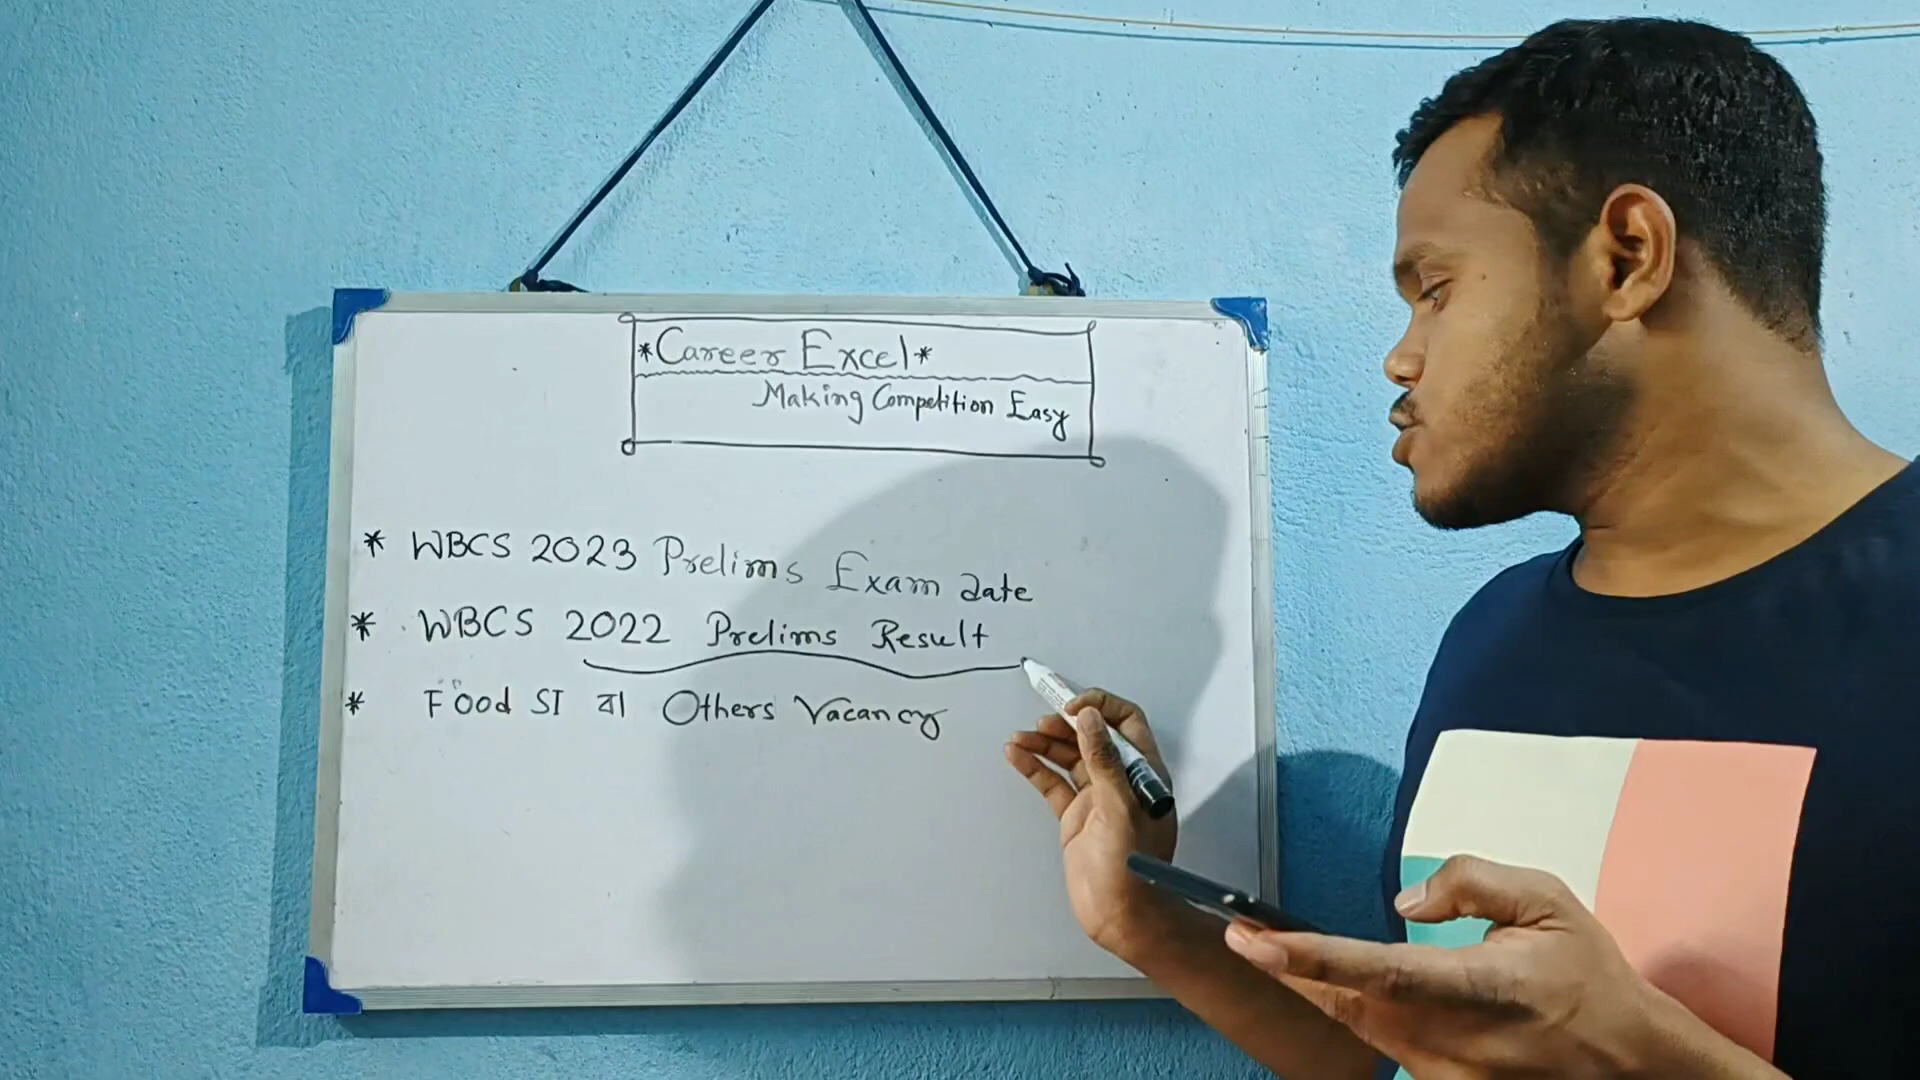 *Career Excel*
Making Competition Easy
* WBCS 2023 Prelims Exam date
* WBCS 2022 Prelims Result
* Food SI বা Others Vacancy